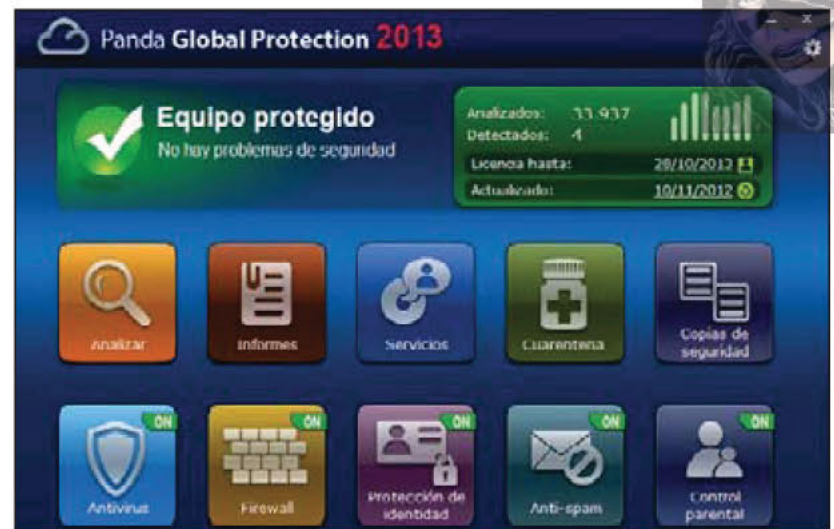 Panda Global Protection 2013
Equipo protegido
No hay problemas de seguridad
Analizados: 33.937
Detectados: 4
Licencia hasta: 28/10/2013
Actualizado: 10/11/2012
Analizar
Informes
Servicios
Cuarentena
Copias de
seguridad
ON
ON
ON
ON
ON
Antivirus
Firewall
Protección de
identidad
Anti-spam
Control
parental